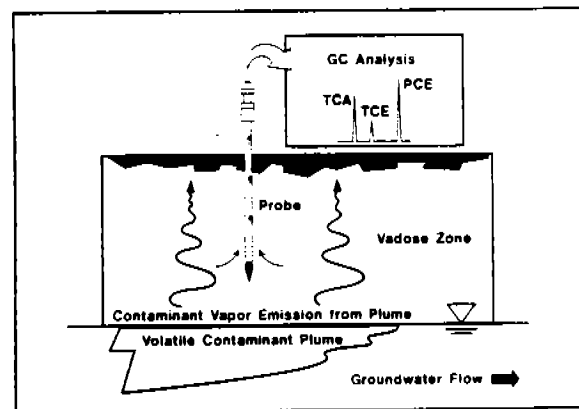 GC Analysis
PCE
TCA
TCE
Probe
Vadose Zone
Contaminant Vapor Emission from Plume
Volatile Contaminant Plume
Groundwater Flow